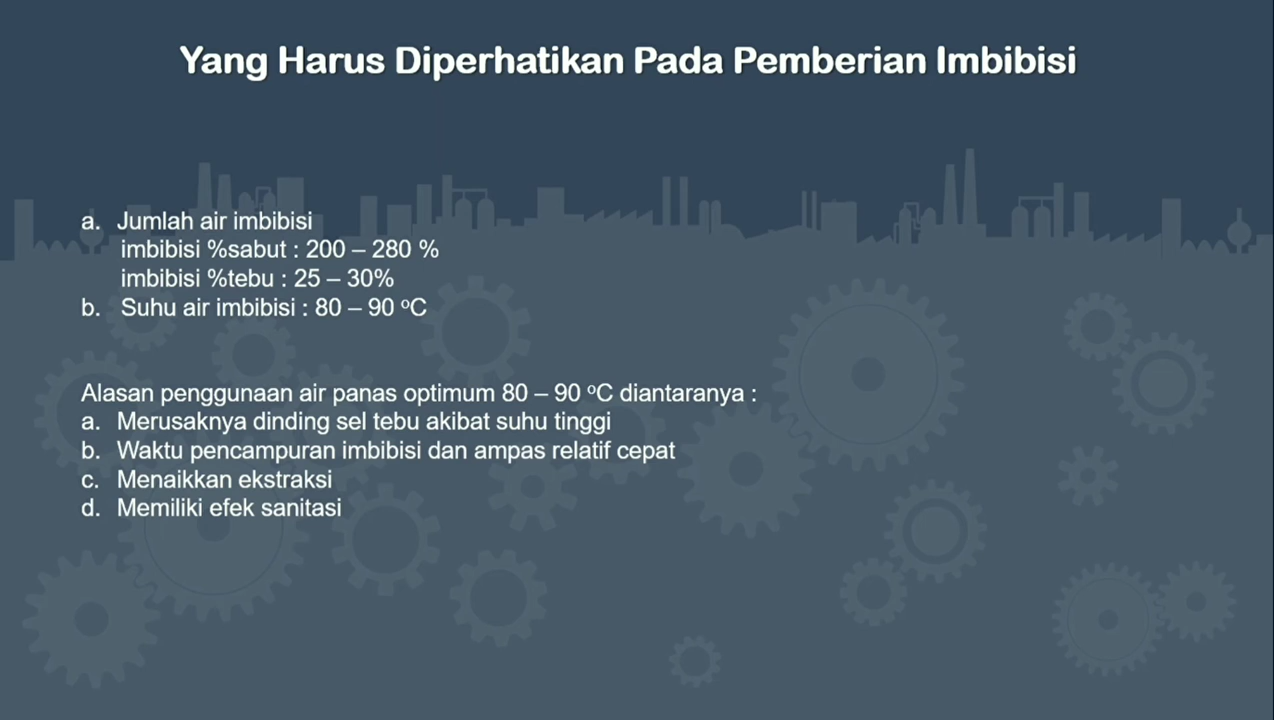 Yang Harus Diperhatikan Pada Pemberian Imbibisi
a. Jumlah air imbibisi
imbibisi %sabut : 200 – 280 %
imbibisi %tebu : 25 – 30%
b. Suhu air imbibisi : 80 – 90 ºC
Alasan penggunaan air panas optimum 80 – 90 ºC diantaranya :
a. Merusaknya dinding sel tebu akibat suhu tinggi
b. Waktu pencampuran imbibisi dan ampas relatif cepat
c. Menaikkan ekstraksi
d. Memiliki efek sanitasi